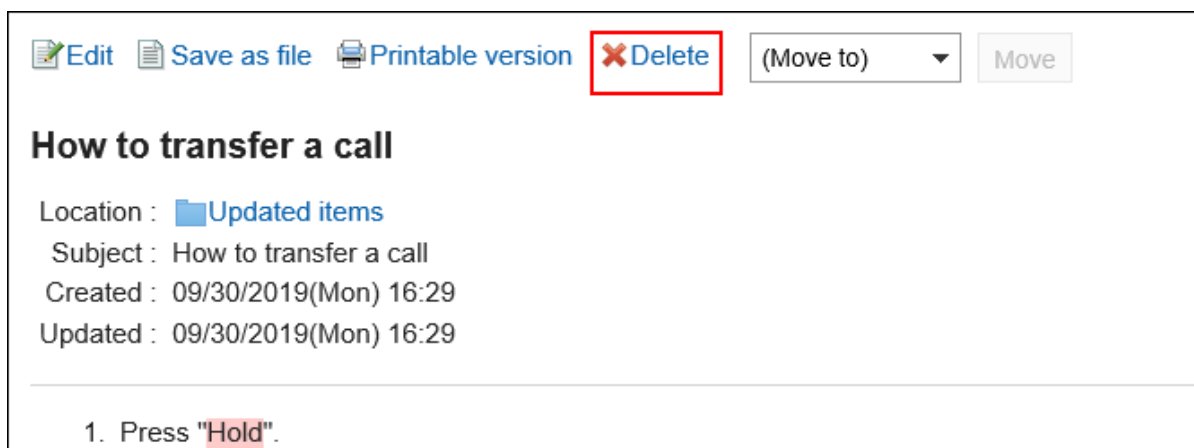 Edit Save as file Printable version Delete (Move to) Move
How to transfer a call
Location : Updated items
Subject : How to transfer a call
Created : 09/30/2019(Mon) 16:29
Updated : 09/30/2019(Mon) 16:29
1. Press "Hold".